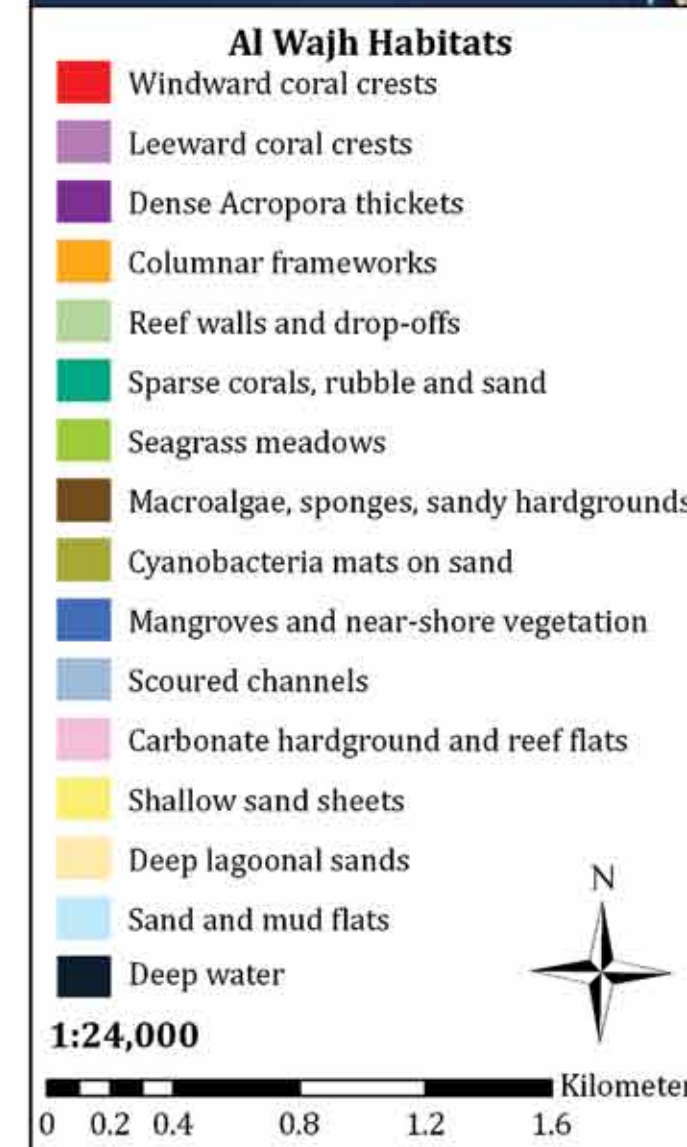 Al Wajh Habitats
Windward coral crests
Leeward coral crests
Dense Acropora thickets
Columnar frameworks
Reef walls and drop-offs
Sparse corals, rubble and sand
Seagrass meadows
Macroalgae, sponges, sandy hardgrounds
Cyanobacteria mats on sand
Mangroves and near-shore vegetation
Scoured channels
Carbonate hardground and reef flats
Shallow sand sheets
Deep lagoonal sands
N
Sand and mud flats
Deep water
1:24,000
Kilometer
0 0.2 0.4 0.8 1.2 1.6